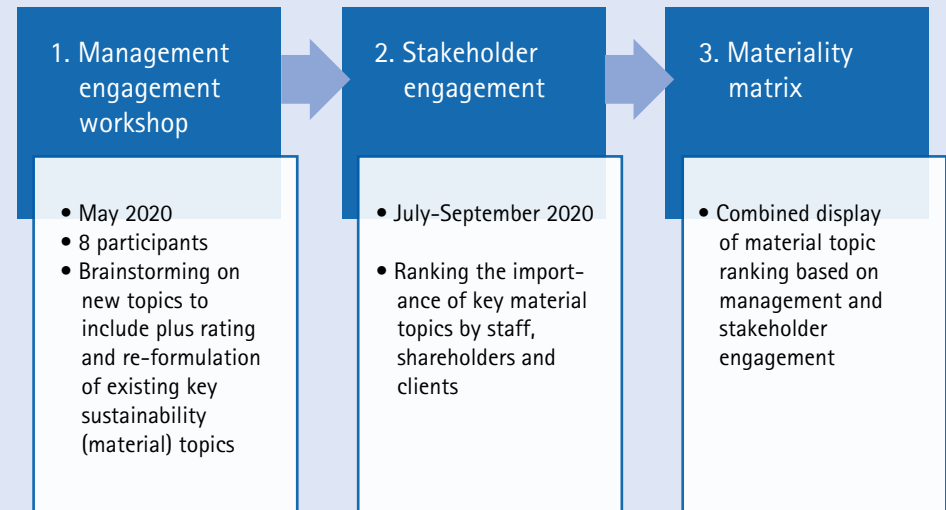 1. Management
engagement
workshop
• May 2020
• 8 participants
• Brainstorming on
new topics to
include plus rating
and re-formulation
of existing key
sustainability
(material) topics
2. Stakeholder
engagement
• July-September 2020
• Ranking the import-
ance of key material
topics by staff,
shareholders and
clients
3. Materiality
matrix
• Combined display
of material topic
ranking based on
management and
stakeholder
engagement